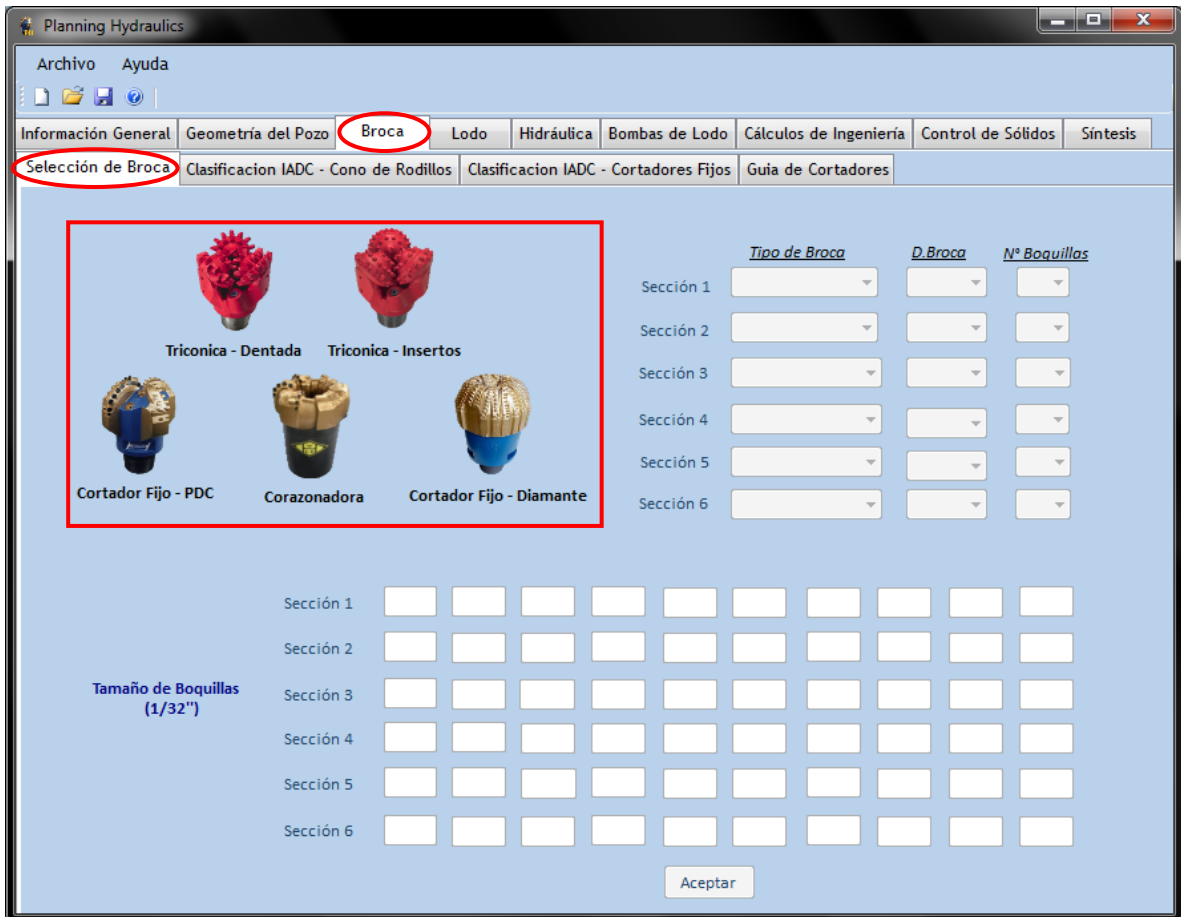 Planning Hydraulics
Archivo Ayuda
Información General Geometría del Pozo Broca Lodo Hidráulica Bombas de Lodo Cálculos de Ingeniería Control de Sólidos Síntesis
Selección de Broca Clasificacion IADC - Cono de Rodillos Clasificacion IADC - Cortadores Fijos Guia de Cortadores
Tipo de Broca D.Broca Nº Boquillas
Sección 1
Sección 2
Sección 3
Sección 4
Sección 5
Sección 6
Triconica - Dentada Triconica - Insertos
Cortador Fijo - PDC Corazonadora Cortador Fijo - Diamante
Sección 1
Sección 2
Tamaño de Boquillas
(1/32")
Sección 3
Sección 4
Sección 5
Sección 6
Aceptar